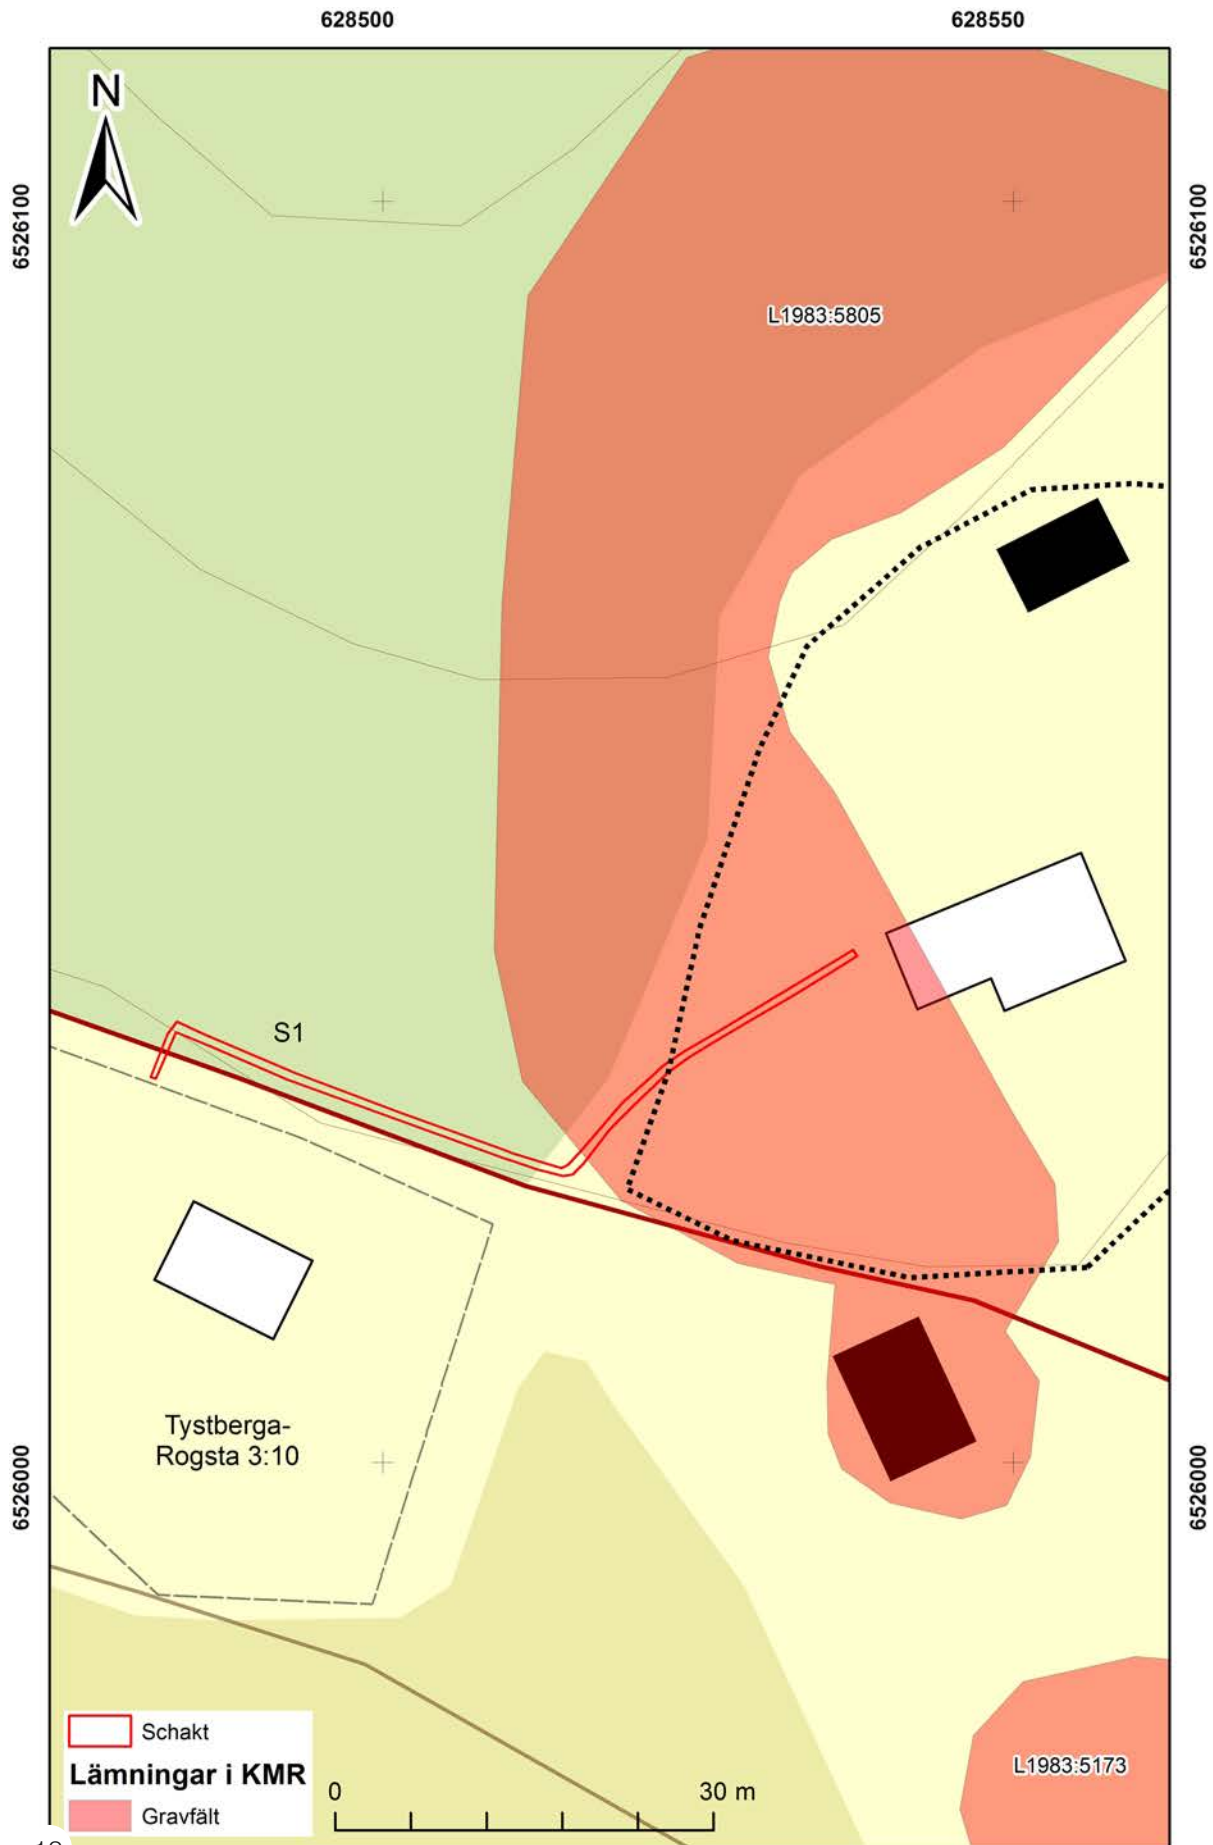 628500
628550
N
6526100
6526100
L1983:5805
S1
Tystberga-
Rogsta 3:10
6526000
6526000
L1983:5173
Schakt
Lämningar i KMR
Gravfält
0
30 m